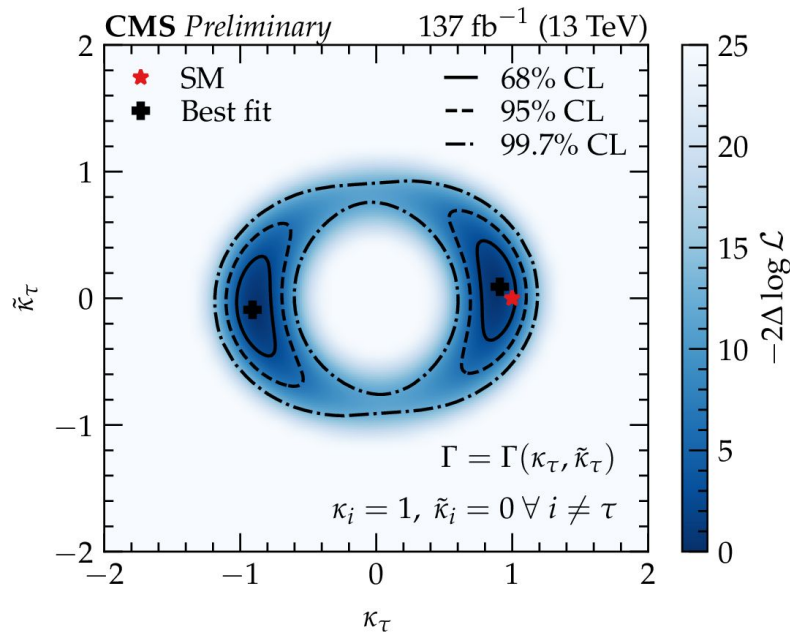 CMS Preliminary 137 fb⁻¹ (13 TeV)
SM
Best fit
68% CL
95% CL
99.7% CL
2
1
0
−1
−2
κ̃τ
−2
−1
0
1
2
κτ
Γ = Γ(κτ, κ̃τ)
κi = 1, κ̃i = 0 ∀ i ≠ τ
25
20
15
10
5
0
−2Δ log ℒ